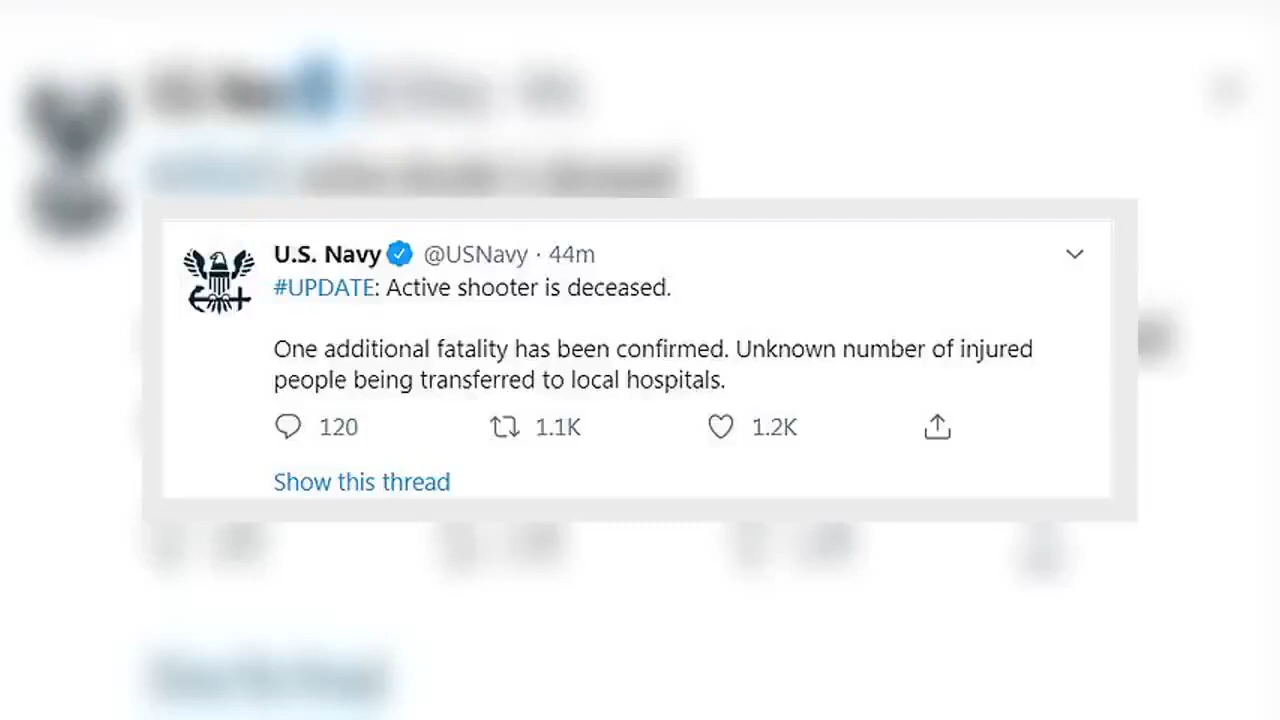 U.S. Navy @USNavy · 44m
#UPDATE: Active shooter is deceased.
One additional fatality has been confirmed. Unknown number of injured
people being transferred to local hospitals.
120 1.1K 1.2K
Show this thread